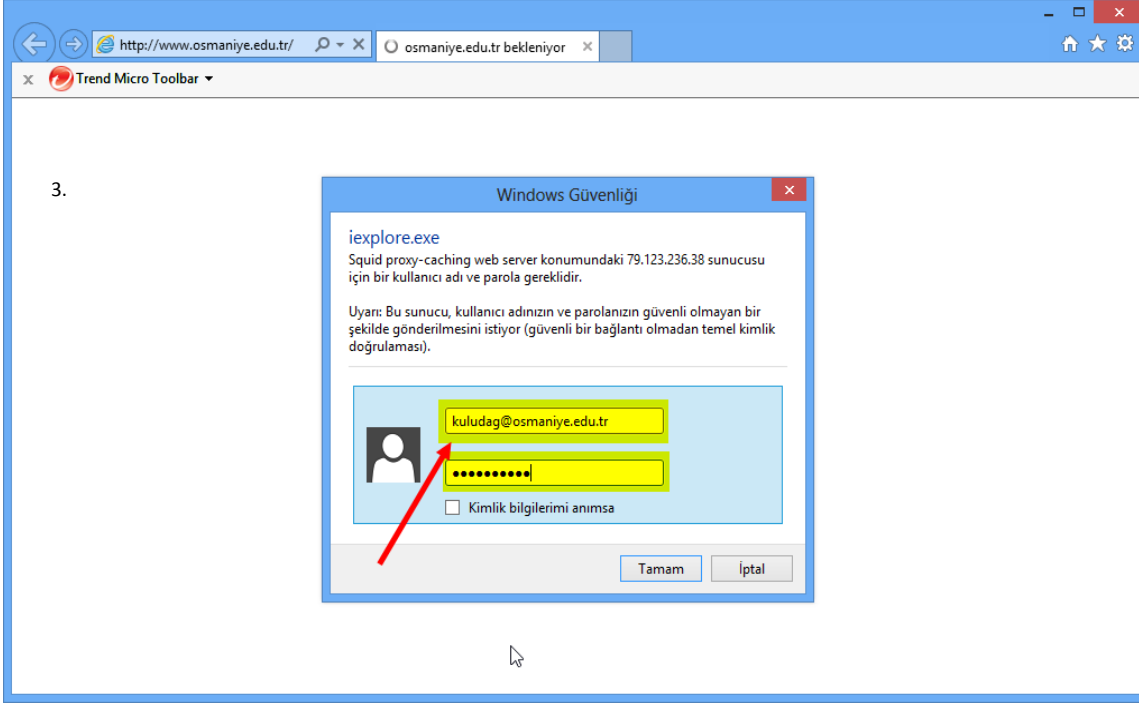 http://www.osmaniye.edu.tr/
osmaniye.edu.tr bekleniyor
Trend Micro Toolbar
3.
Windows Güvenliği
iexplore.exe
Squid proxy-caching web server konumundaki 79.123.236.38 sunucusu
için bir kullanıcı adı ve parola gereklidir.
Uyarı: Bu sunucu, kullanıcı adınızın ve parolanızın güvenli olmayan bir
şekilde gönderilmesini istiyor (güvenli bir bağlantı olmadan temel kimlik
doğrulaması).
kuludag@osmaniye.edu.tr
●●●●●●●●●●
Kimlik bilgilerimi anımsa
Tamam
İptal